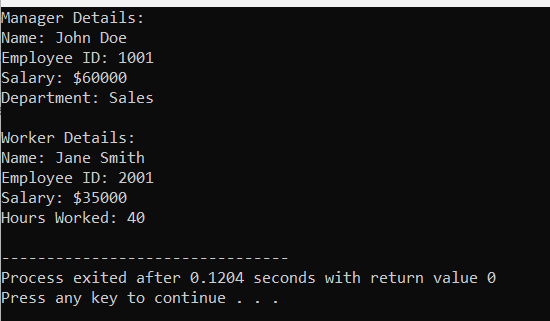 Manager Details:
Name: John Doe
Employee ID: 1001
Salary: $60000
Department: Sales
Worker Details:
Name: Jane Smith
Employee ID: 2001
Salary: $35000
Hours Worked: 40
--------------------------------
Process exited after 0.1204 seconds with return value 0
Press any key to continue . . .